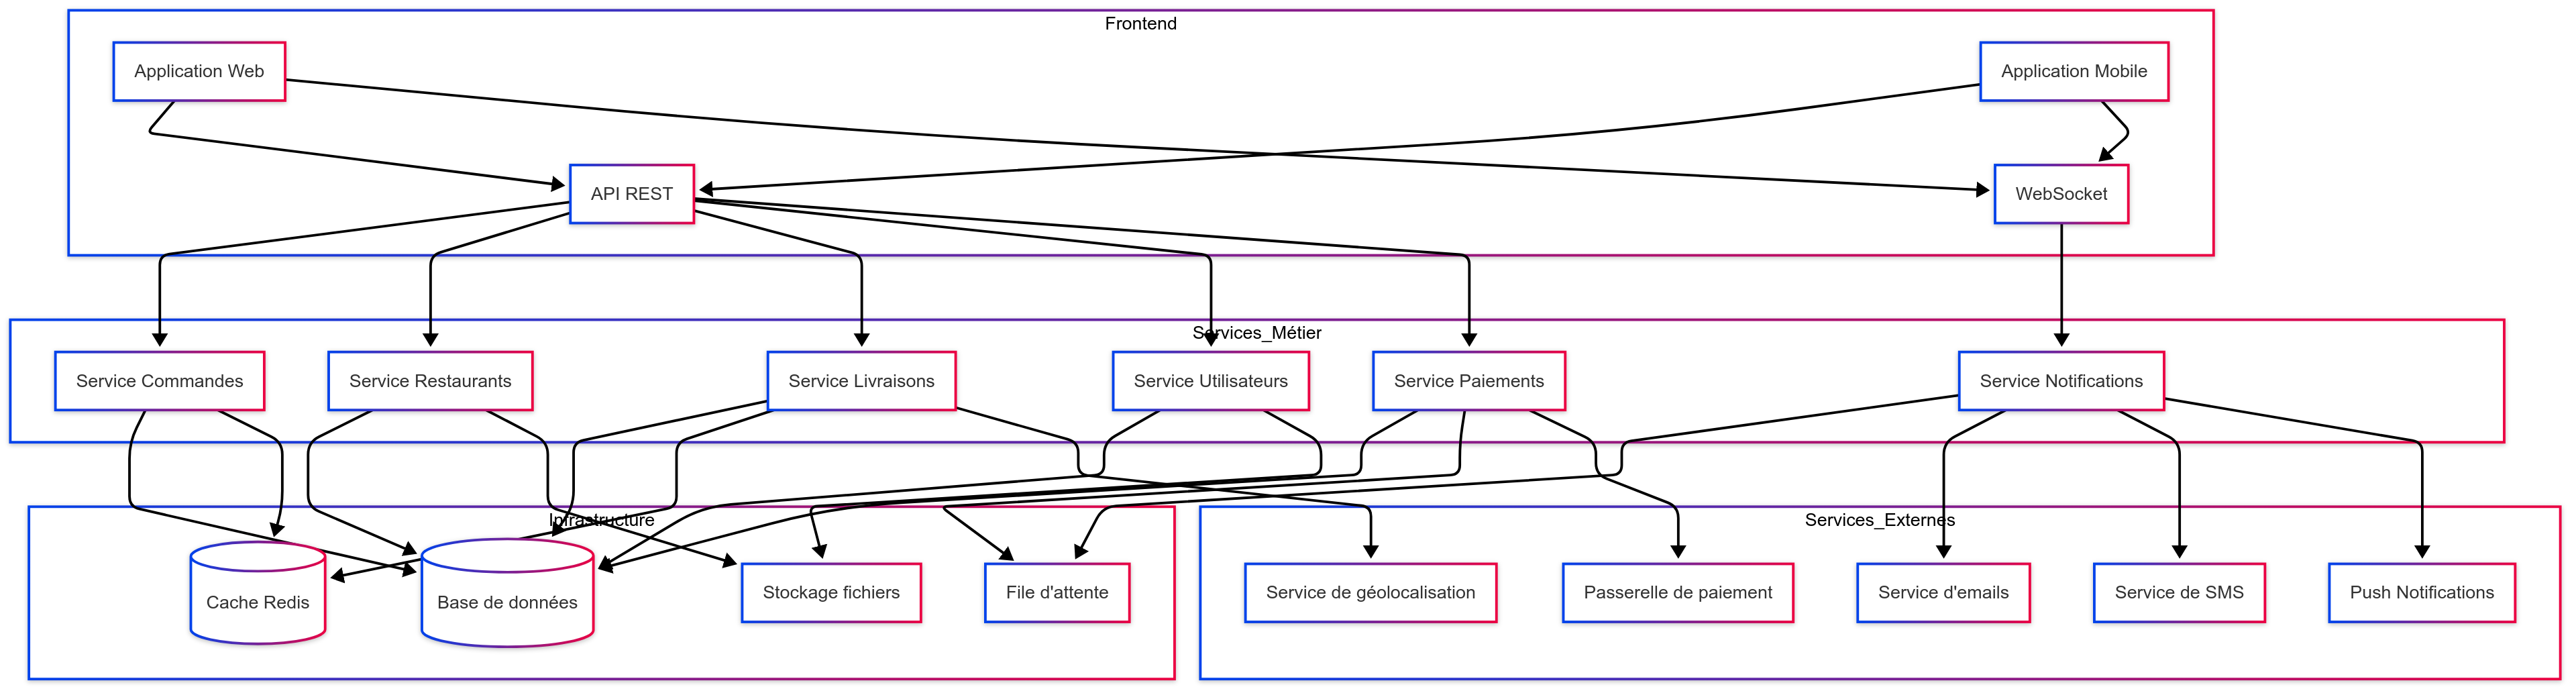 Frontend
Application Web
Application Mobile
API REST
WebSocket
Services_Métier
Service Commandes
Service Restaurants
Service Livraisons
Service Utilisateurs
Service Paiements
Service Notifications
Infrastructure
Services_Externes
Cache Redis
Base de données
Stockage fichiers
File d'attente
Service de géolocalisation
Passerelle de paiement
Service d'emails
Service de SMS
Push Notifications